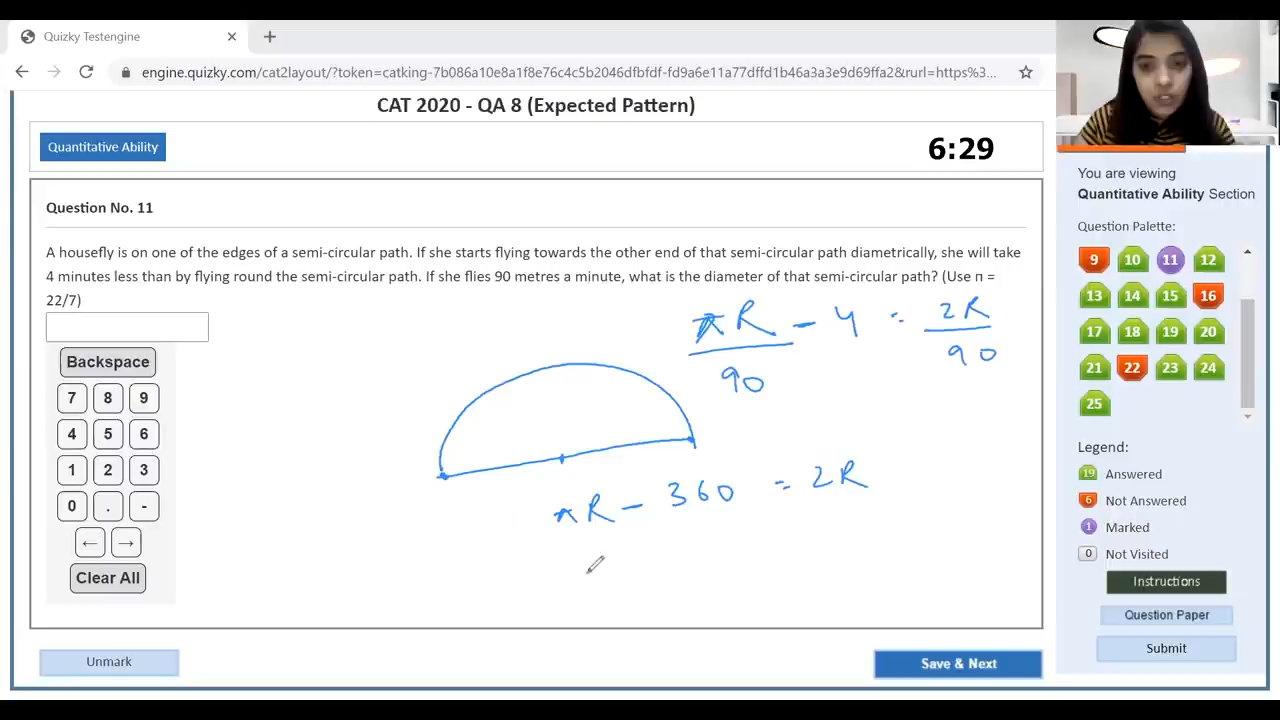 Quizky Testengine
engine.quizky.com/cat2layout/?token=catking-7b086a10e8a1f8e76c4c5b2046dfbfdf-fd9a6e11a77dffd1b46a3a3e9d69ffa2&rurl=https%3...
CAT 2020 - QA 8 (Expected Pattern)
Quantitative Ability
6:29
Question No. 11
A housefly is on one of the edges of a semi-circular path. If she starts flying towards the other end of that semi-circular path diametrically, she will take
4 minutes less than by flying round the semi-circular path. If she flies 90 metres a minute, what is the diameter of that semi-circular path? (Use π =
22/7)
πR/90 - 4 = 2R/90
πR - 360 = 2R
Backspace
7 8 9
4 5 6
1 2 3
0 . -
← →
Clear All
Unmark
Save & Next
You are viewing
Quantitative Ability Section
Question Palette:
9 10 11 12
13 14 15 16
17 18 19 20
21 22 23 24
25
Legend:
19 Answered
6 Not Answered
1 Marked
0 Not Visited
Instructions
Question Paper
Submit